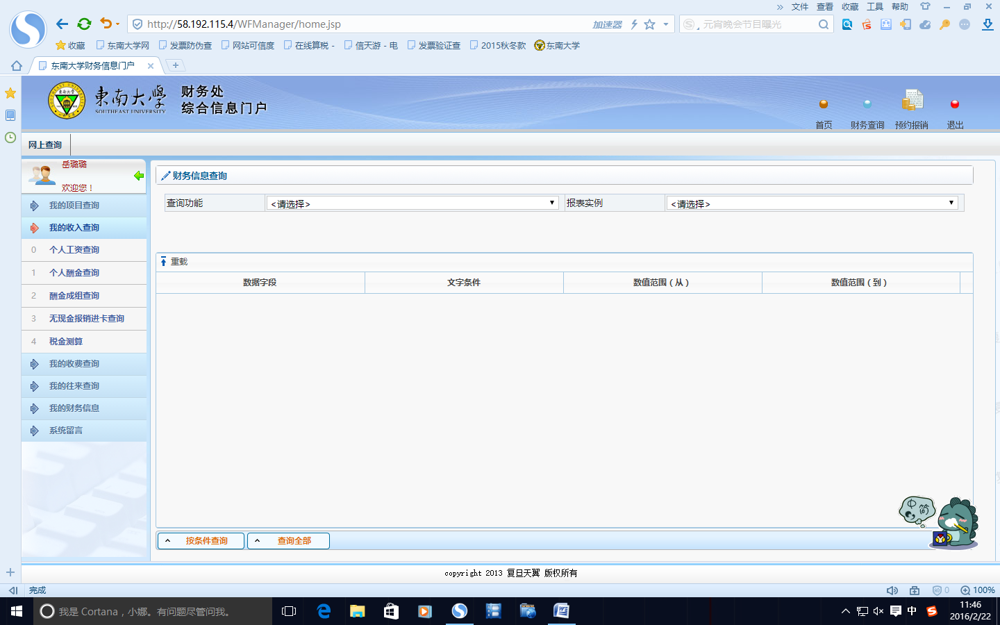 » 文件 查看 收藏 工具 帮助
http://58.192.115.4/WFManager/home.jsp 加速器 元宵晚会节目曝光
收藏 东南大学网 发票防伪查 网站可信度 在线算税 - 信天游 - 电 发票验证查 2015秋冬款 东南大学
东南大学财务信息门户
東南大學 财务处
SOUTHEAST UNIVERSITY 综合信息门户
首页 财务查询 预约报销 退出
网上查询
岳璐璐
欢迎您！
我的项目查询
我的收入查询
0 个人工资查询
1 个人酬金查询
2 酬金成组查询
3 无现金报销进卡查询
4 税金测算
我的收费查询
我的往来查询
我的财务信息
系统留言
财务信息查询
查询功能 <请选择> 报表实例 <请选择>
重载
数据字段 文字条件 数值范围（从） 数值范围（到）
中 简
按条件查询 查询全部
copyright 2013 复旦天翼 版权所有
完成 0 100%
我是 Cortana，小娜。有问题尽管问我。 中 11:46
2016/2/22